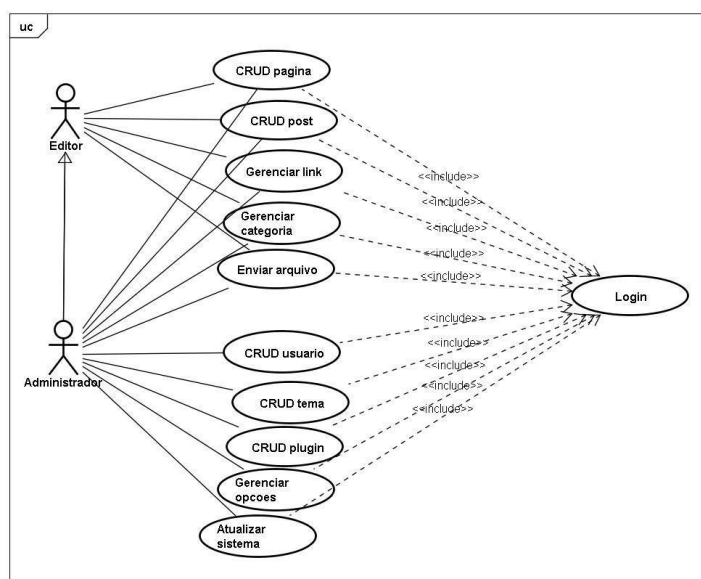 uc
CRUD pagina
CRUD post
Editor
Gerenciar link
<<include>>
<<include>>
Gerenciar
categoria
<<include>>
<<include>>
Enviar arquivo
<<include>>
Login
<<include>>
CRUD usuario
<<include>>
Administrador
<<include>>
<<include>>
CRUD tema
<<include>>
CRUD plugin
Gerenciar
opcoes
Atualizar
sistema